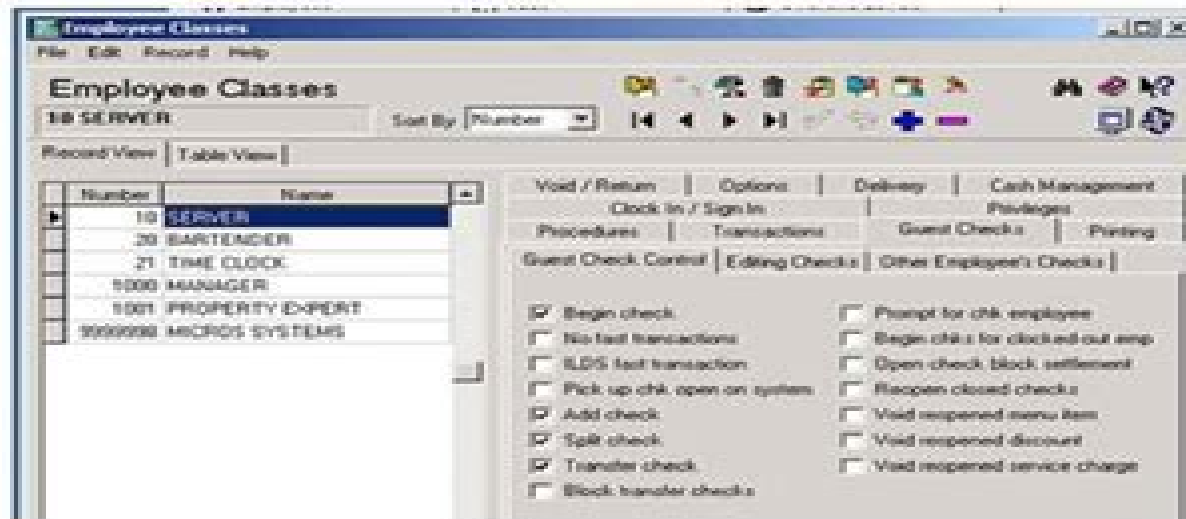 Employee Classes
File Edit Record Help
Employee Classes
10 SERVER
Sort By Number
Record View Table View
Number Name
10 SERVER
20 BARTENDER
21 TIME CLOCK
1000 MANAGER
1001 PROPERTY EXPERT
9999998 MICROS SYSTEMS
Void / Return Options Delivery Cash Management
Clock In / Sign In Privileges
Procedures Transactions Guest Checks Printing
Guest Check Control Editing Checks Other Employee's Checks
Begin check
No fast transactions
ILDS fast transaction
Pick up chk open on system
Add check
Split check
Transfer check
Block transfer checks
Prompt for chk employee
Begin chks for clocked out emp
Open check block settlement
Reopen closed checks
Void reopened menu item
Void reopened discount
Void reopened service charge